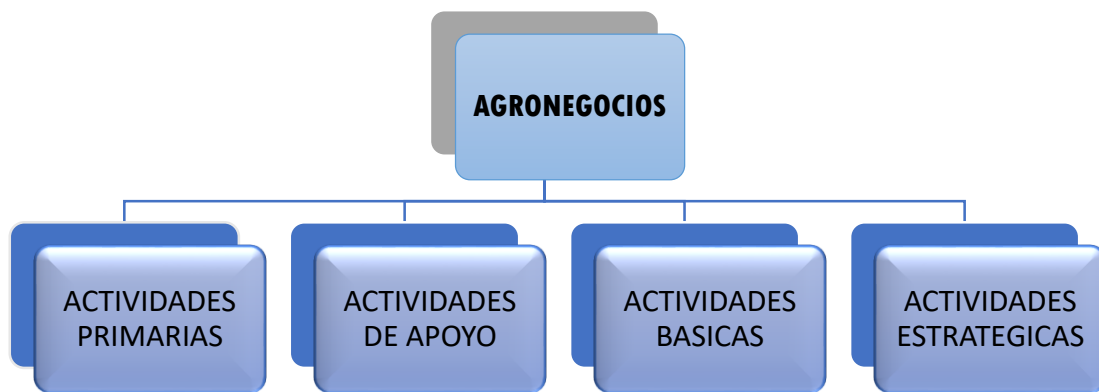 AGRONEGOCIOS
ACTIVIDADES
PRIMARIAS
ACTIVIDADES
DE APOYO
ACTIVIDADES
BASICAS
ACTIVIDADES
ESTRATEGICAS